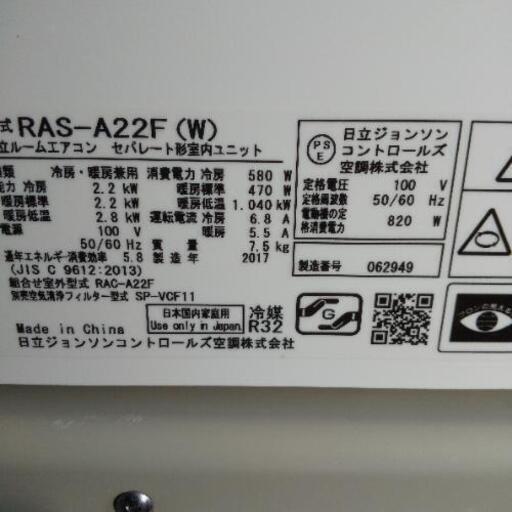 式 RAS-A22F(W)
立ルームエアコン セパレート形室内ユニット
類 冷房・暖房兼用 消費電力 冷房 580 W
能力 冷房 2.2 kW 暖房標準 470 W
暖房標準 2.2 kW 暖房低温 1.040 kW
暖房低温 2.8 kW 運転電流 冷房 6.8 A
電源 100 V 暖房 5.5 A
50/60 Hz 質量 7.5 kg
通年エネルギー消費効率 5.8 製造年 2017
(JIS C 9612:2013)
組合せ室外型式 RAC-A22F
別売空気清浄フィルター型式 SP-VCF11
Made in China
日本国内家庭用
Use only in Japan.
冷媒
R32
日立ジョンソンコントロールズ空調株式会社
PS
E
日立ジョンソン
コントロールズ
空調株式会社
定格電圧 100 V
定格周波数 50/60 Hz
電動機の定
格消費電力 820 W
製造番号 062949
G